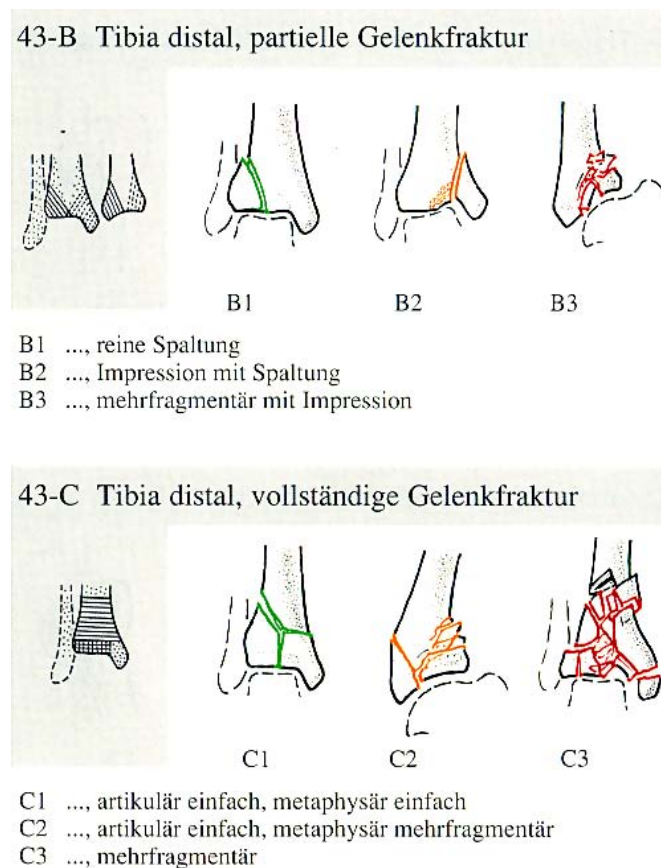 43-B Tibia distal, partielle Gelenkfraktur
B1 B2 B3
B1 ..., reine Spaltung
B2 ..., Impression mit Spaltung
B3 ..., mehrfragmentär mit Impression
43-C Tibia distal, vollständige Gelenkfraktur
C1 C2 C3
C1 ..., artikulär einfach, metaphysär einfach
C2 ..., artikulär einfach, metaphysär mehrfragmentär
C3 ..., mehrfragmentär